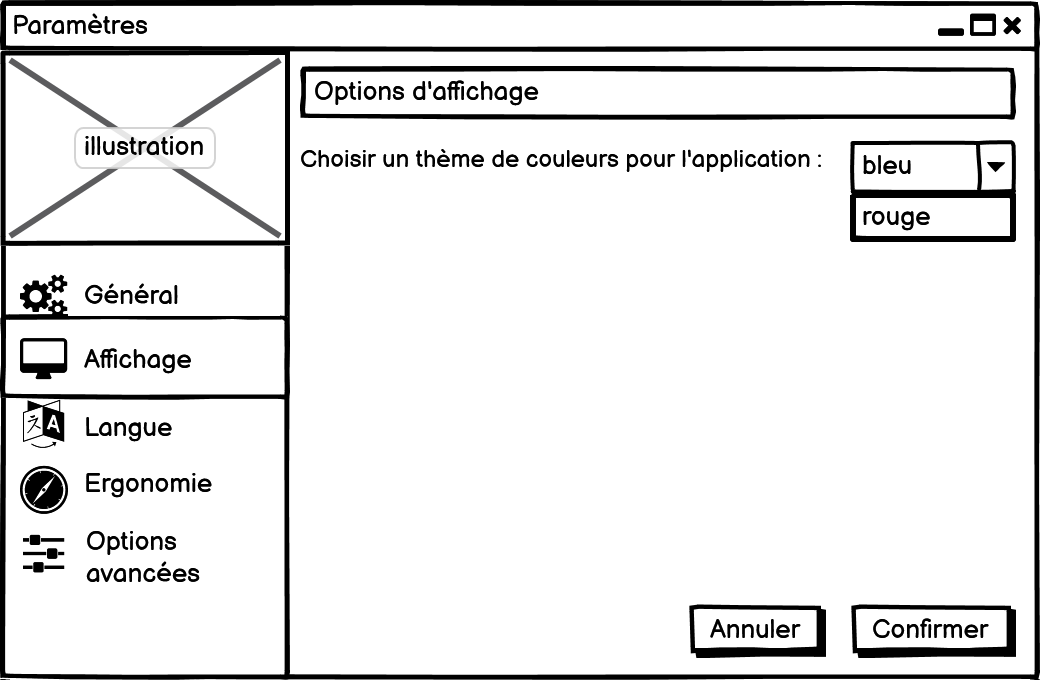 Paramètres
illustration
Général
Affichage
Langue
Ergonomie
Options
avancées
Options d'affichage
Choisir un thème de couleurs pour l'application :
bleu
rouge
Annuler
Confirmer